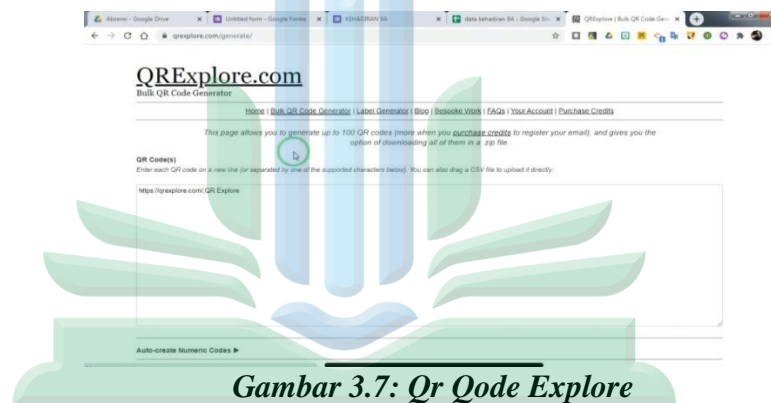 Absensi - Google Drive
Untitled form - Google Forms
KEHADIRAN 9A
data kehadiran 9A - Google Sh
QRExplore | Bulk QR Code Gen
qrexplore.com/generate/
QRExplore.com
Bulk QR Code Generator
Home | Bulk QR Code Generator | Label Generator | Blog | Bespoke Work | FAQs | Your Account | Purchase Credits
This page allows you to generate up to 100 QR codes (more when you purchase credits to register your email), and gives you the
option of downloading all of them in a .zip file
QR Code(s)
Enter each QR code on a new line (or separated by one of the supported characters below). You can also drag a CSV file to upload it directly.
https://qrexplore.com/,QR Explore
Auto-create Numeric Codes ▶
Gambar 3.7: Qr Qode Explore